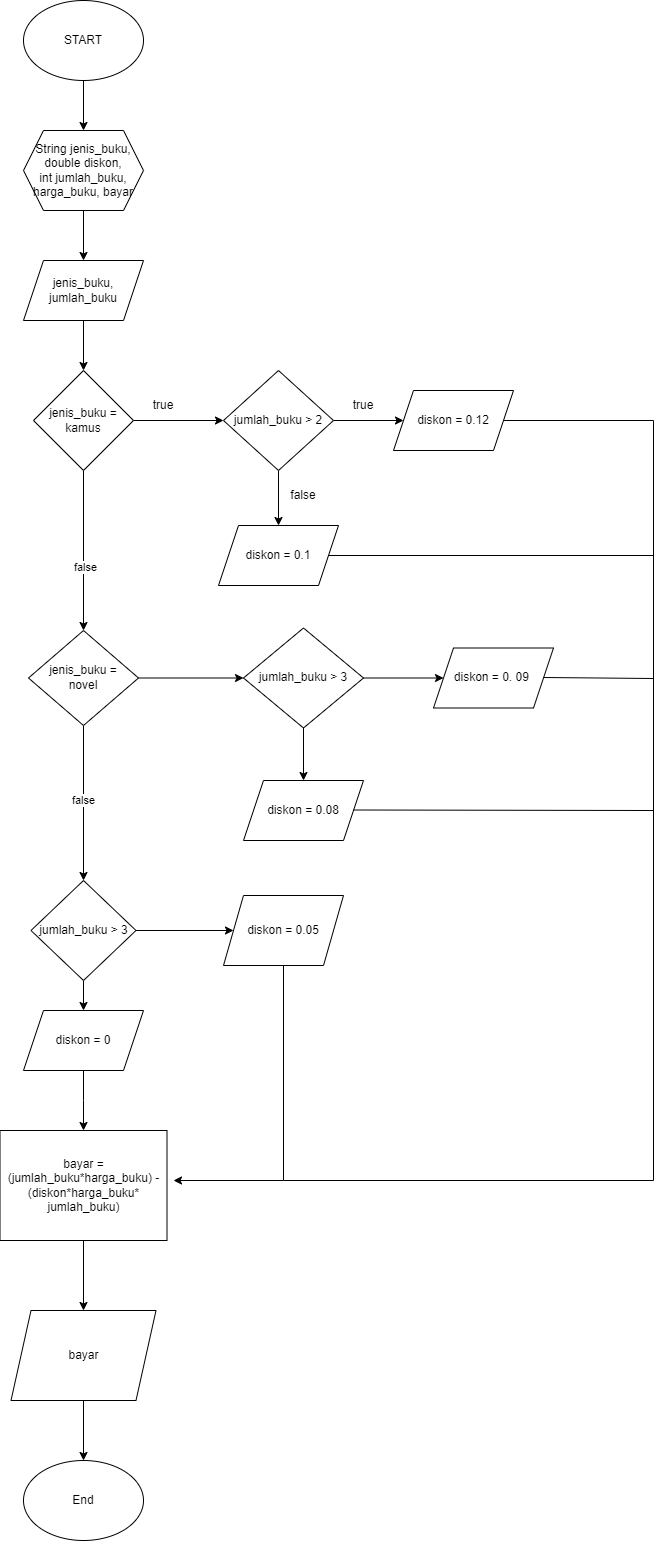 START
String jenis_buku,
double diskon,
int jumlah_buku,
harga_buku, bayar
jenis_buku,
jumlah_buku
jenis_buku =
kamus
true
jumlah_buku > 2
true
diskon = 0.12
false
diskon = 0.1
false
jenis_buku =
novel
jumlah_buku > 3
diskon = 0. 09
false
diskon = 0.08
jumlah_buku > 3
diskon = 0.05
diskon = 0
bayar =
(jumlah_buku*harga_buku) -
(diskon*harga_buku*
jumlah_buku)
bayar
End